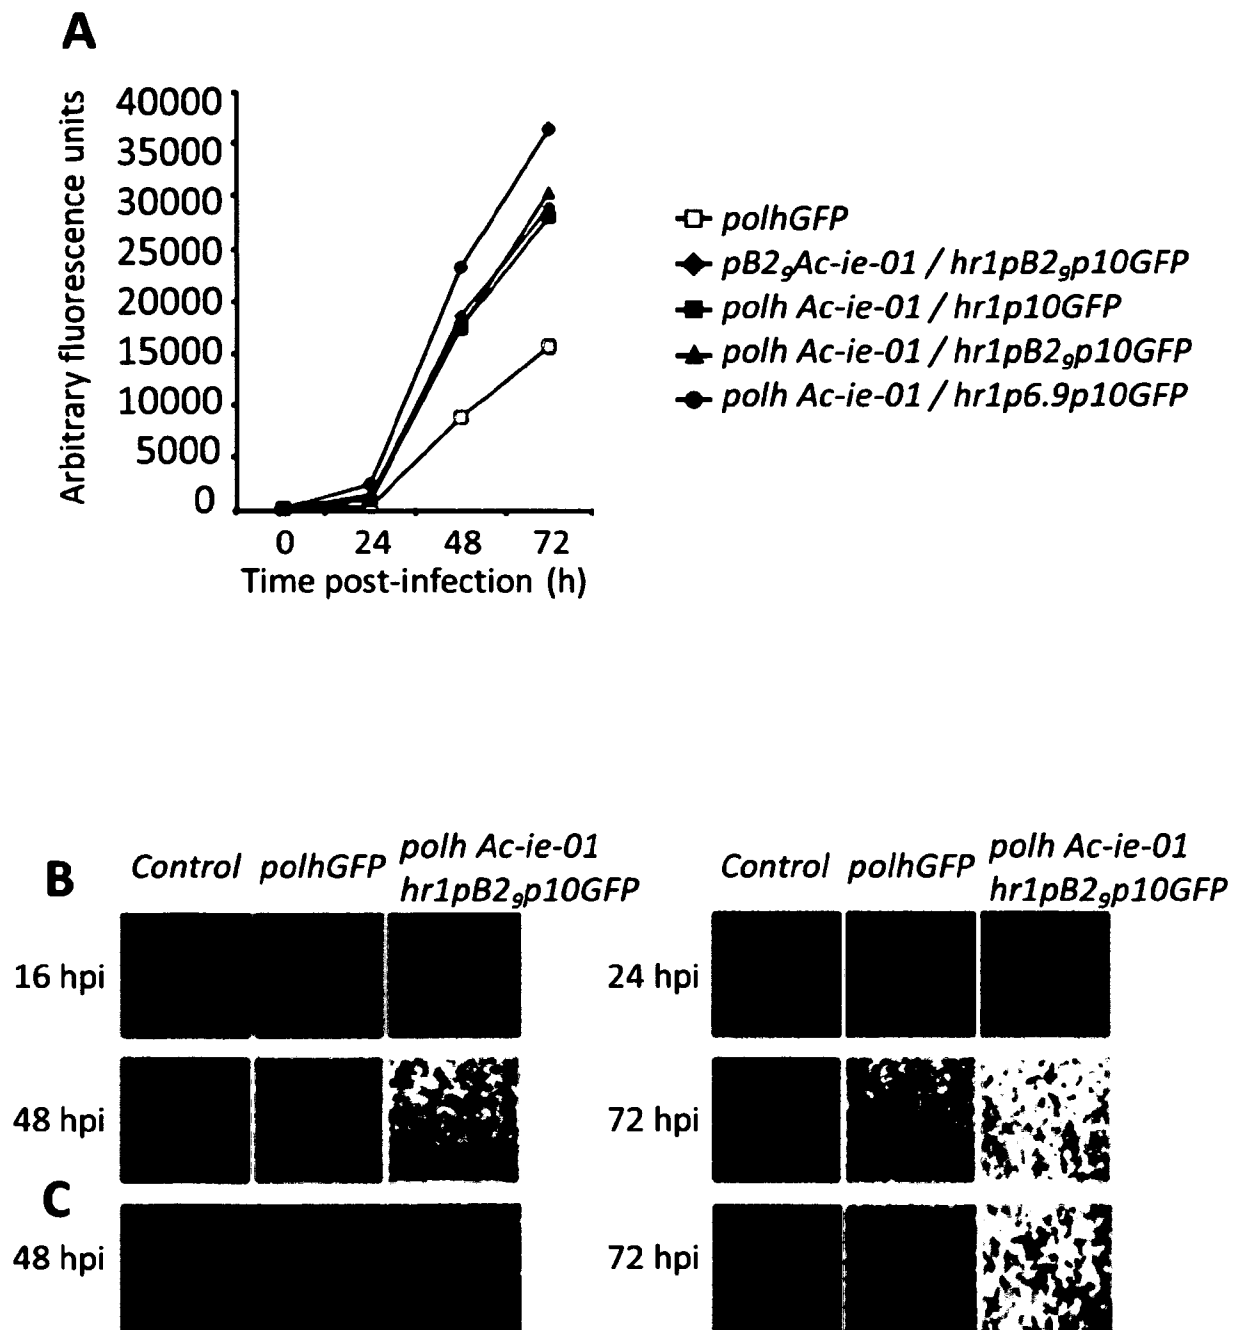 A
Arbitrary fluorescence units
40000
35000
30000
25000
20000
15000
10000
5000
0
0 24 48 72
Time post-infection (h)
polhGFP
pB2₉Ac-ie-01 / hr1pB2₉p10GFP
polh Ac-ie-01 / hr1p10GFP
polh Ac-ie-01 / hr1pB2₉p10GFP
polh Ac-ie-01 / hr1p6.9p10GFP
B
Control polhGFP polh Ac-ie-01
hr1pB2₉p10GFP
Control polhGFP polh Ac-ie-01
hr1pB2₉p10GFP
16 hpi
24 hpi
48 hpi
72 hpi
C
48 hpi
72 hpi